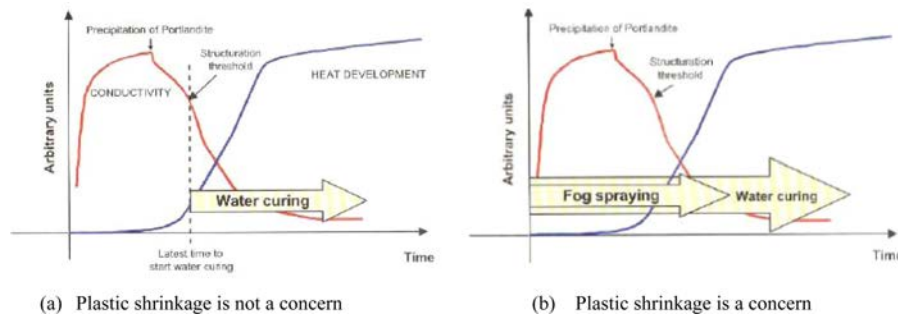 Precipitation of Portlandite
Structuration
threshold
HEAT DEVELOPMENT
CONDUCTIVITY
Arbitrary units
Water curing
Latest time to
start water curing
Time
(a) Plastic shrinkage is not a concern
Precipitation of Portlandite
Structuration
threshold
Arbitrary units
Fog spraying
Water curing
Time
(b) Plastic shrinkage is a concern